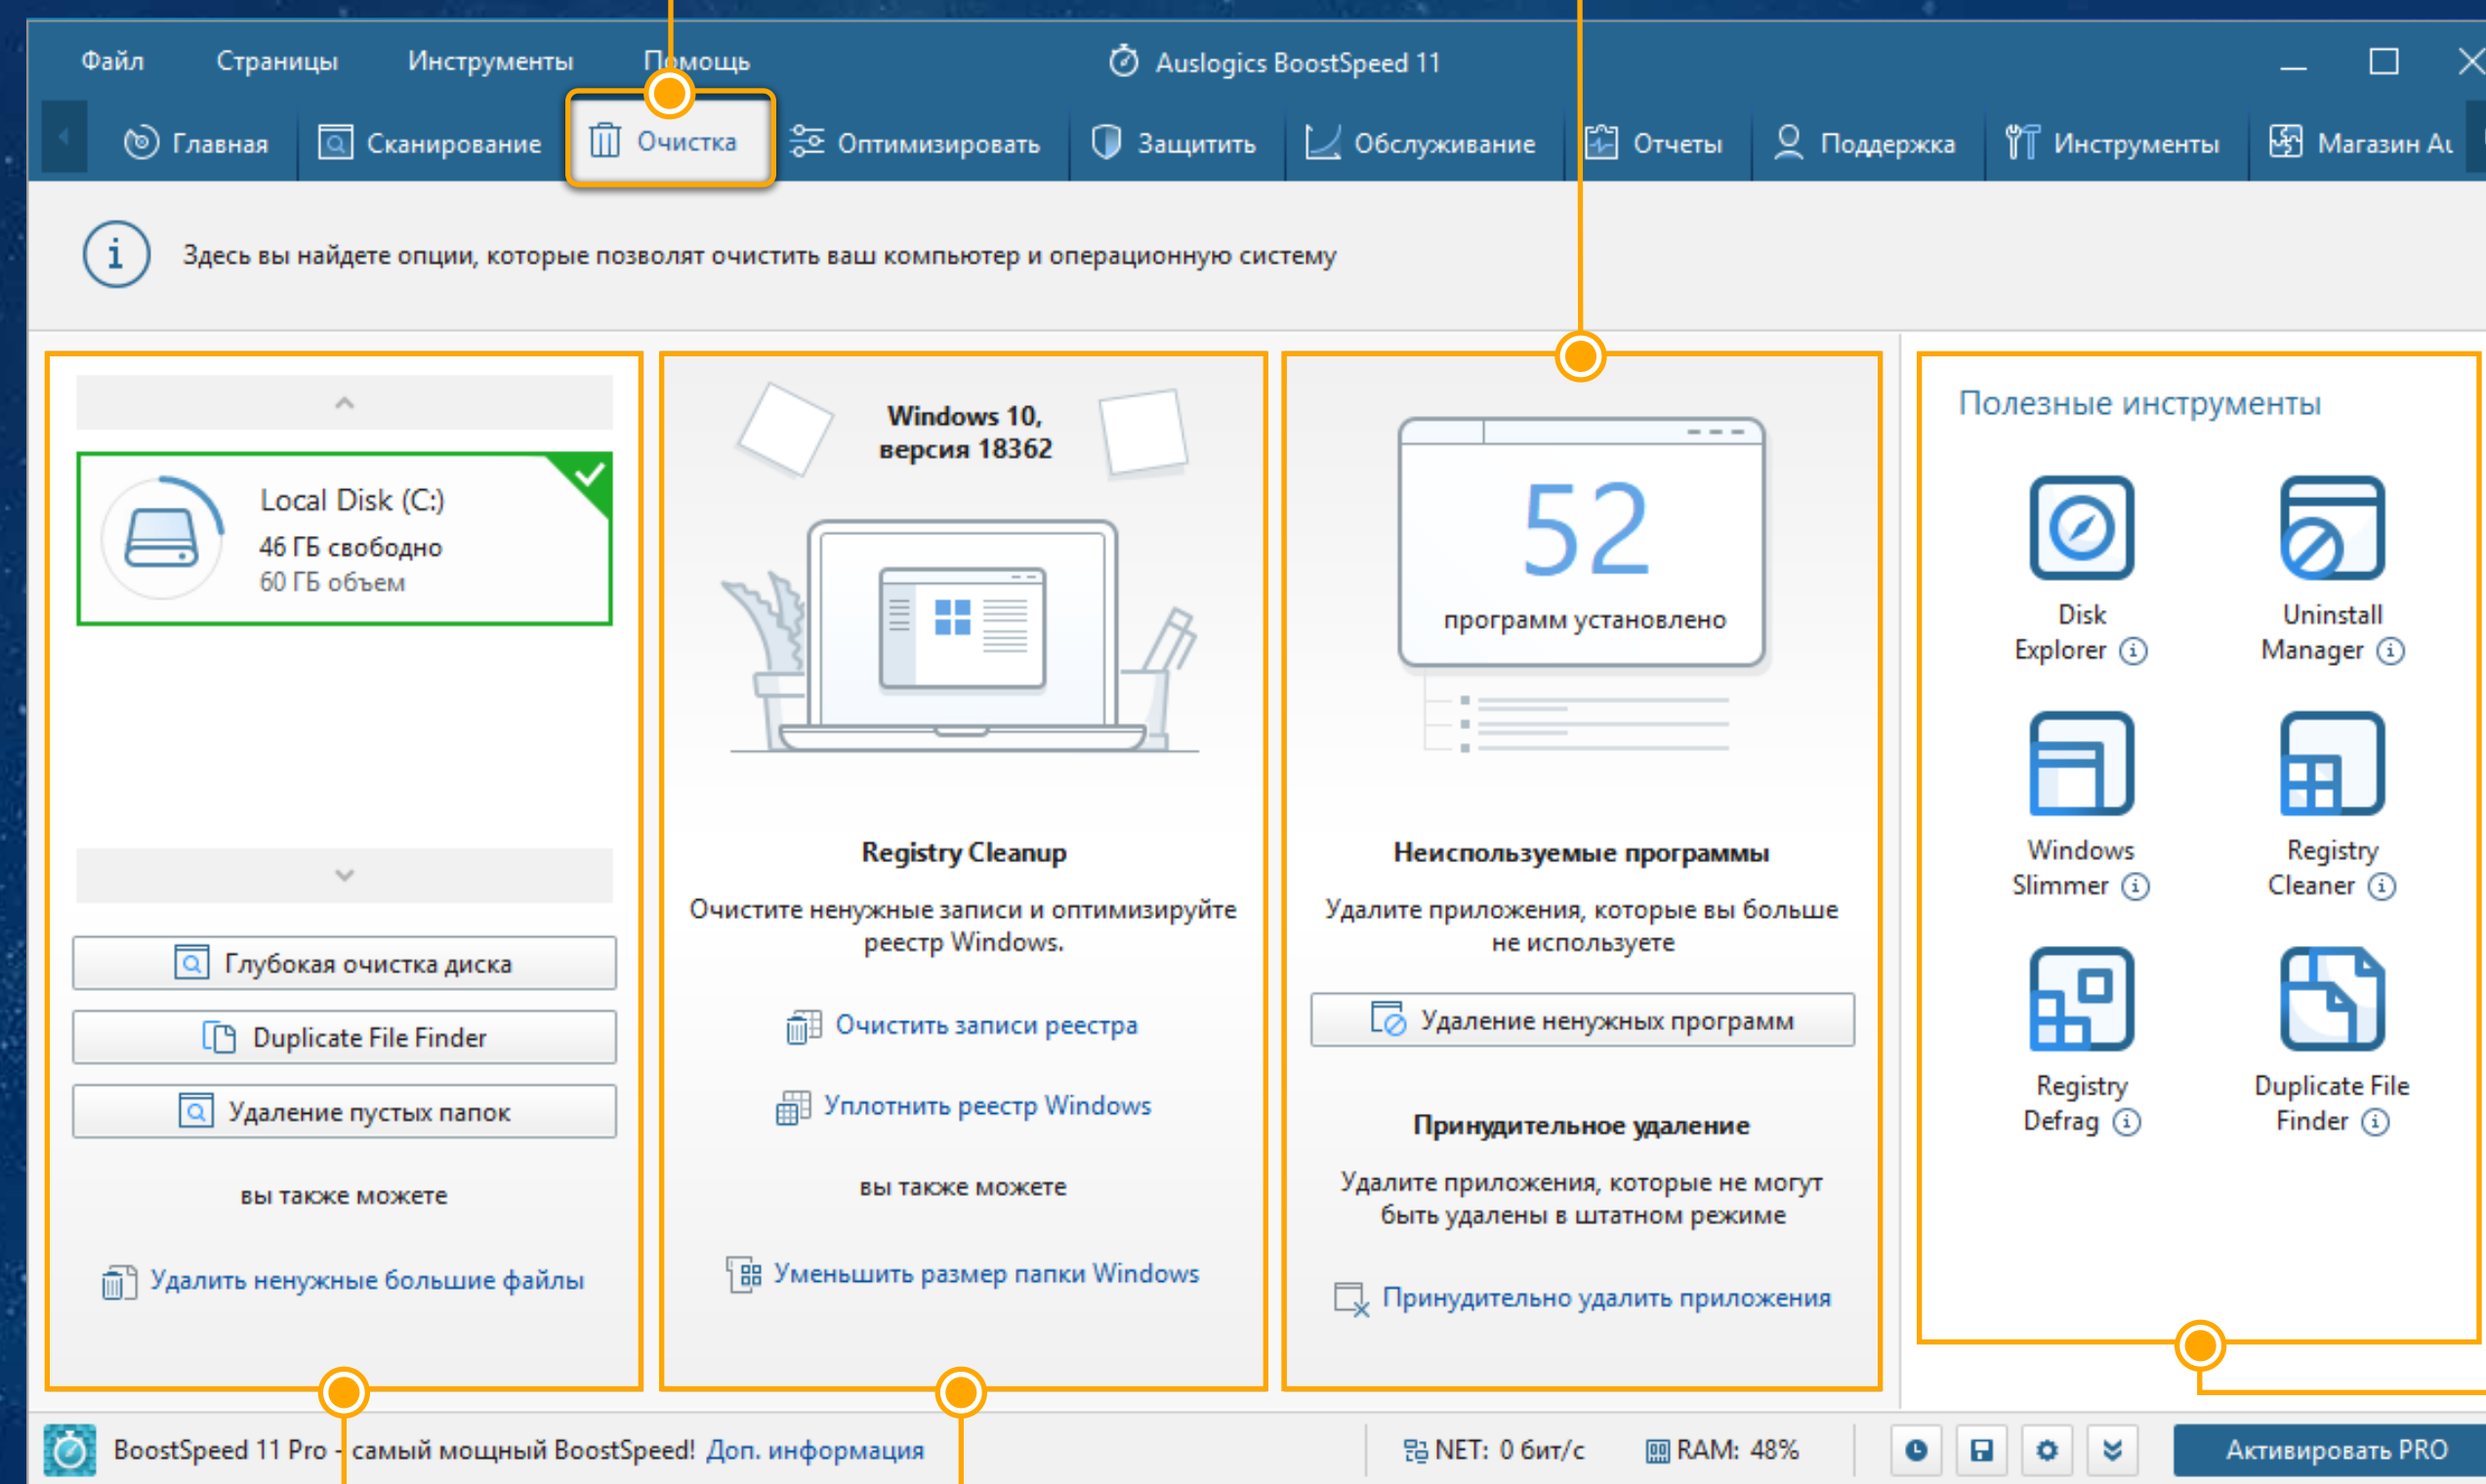 Файл Страницы Инструменты Помощь Auslogics BoostSpeed 11
Главная Сканирование Очистка Оптимизировать Защитить Обслуживание Отчеты Поддержка Инструменты Магазин
Здесь вы найдете опции, которые позволят очистить ваш компьютер и операционную систему
Local Disk (C:)
46 ГБ свободно
60 ГБ объем
Глубокая очистка диска
Duplicate File Finder
Удаление пустых папок
вы также можете
Удалить ненужные большие файлы
Windows 10,
версия 18362
Registry Cleanup
Очистите ненужные записи и оптимизируйте
реестр Windows.
Очистить записи реестра
Уплотнить реестр Windows
вы также можете
Уменьшить размер папки Windows
52
программ установлено
Неиспользуемые программы
Удалите приложения, которые вы больше
не используете
Удаление ненужных программ
Принудительное удаление
Удалите приложения, которые не могут
быть удалены в штатном режиме
Принудительно удалить приложения
Полезные инструменты
Disk
Explorer
Uninstall
Manager
Windows
Slimmer
Registry
Cleaner
Registry
Defrag
Duplicate File
Finder
BoostSpeed 11 Pro - самый мощный BoostSpeed! Доп. информация
NET: 0 бит/с RAM: 48%
Активировать PRO